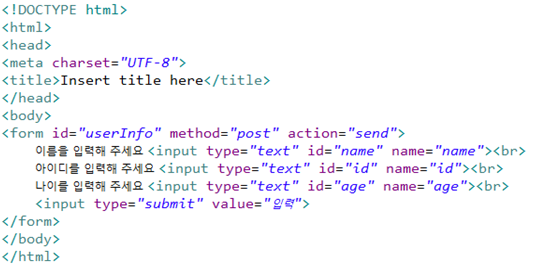 <!DOCTYPE html>
<html>
<head>
<meta charset="UTF-8">
<title>Insert title here</title>
</head>
<body>
<form id="userInfo" method="post" action="send">
이름을 입력해 주세요 <input type="text" id="name" name="name"><br>
아이디를 입력해 주세요 <input type="text" id="id" name="id"><br>
나이를 입력해 주세요 <input type="text" id="age" name="age"><br>
<input type="submit" value="입력">
</form>
</body>
</html>